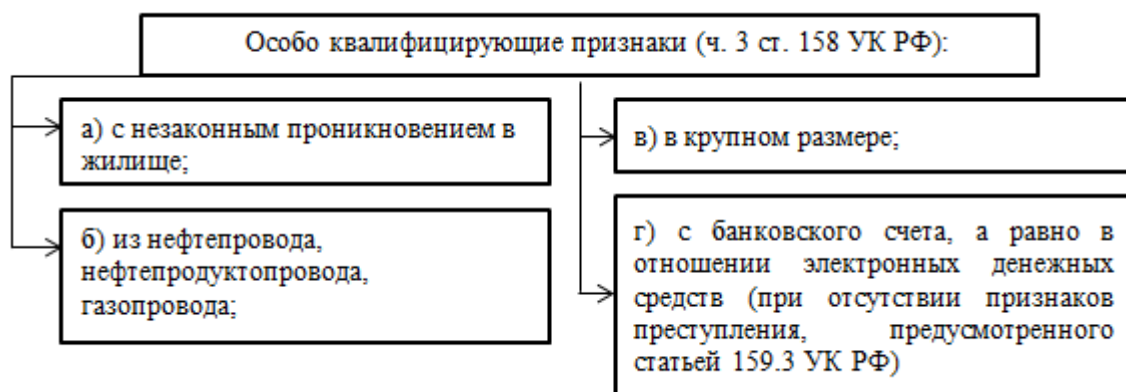 Особо квалифицирующие признаки (ч. 3 ст. 158 УК РФ):
а) с незаконным проникновением в
жилище;
б) из нефтепровода,
нефтепродуктопровода,
газопровода;
в) в крупном размере;
г) с банковского счета, а равно в
отношении электронных денежных
средств (при отсутствии признаков
преступления, предусмотренного
статьей 159.3 УК РФ)